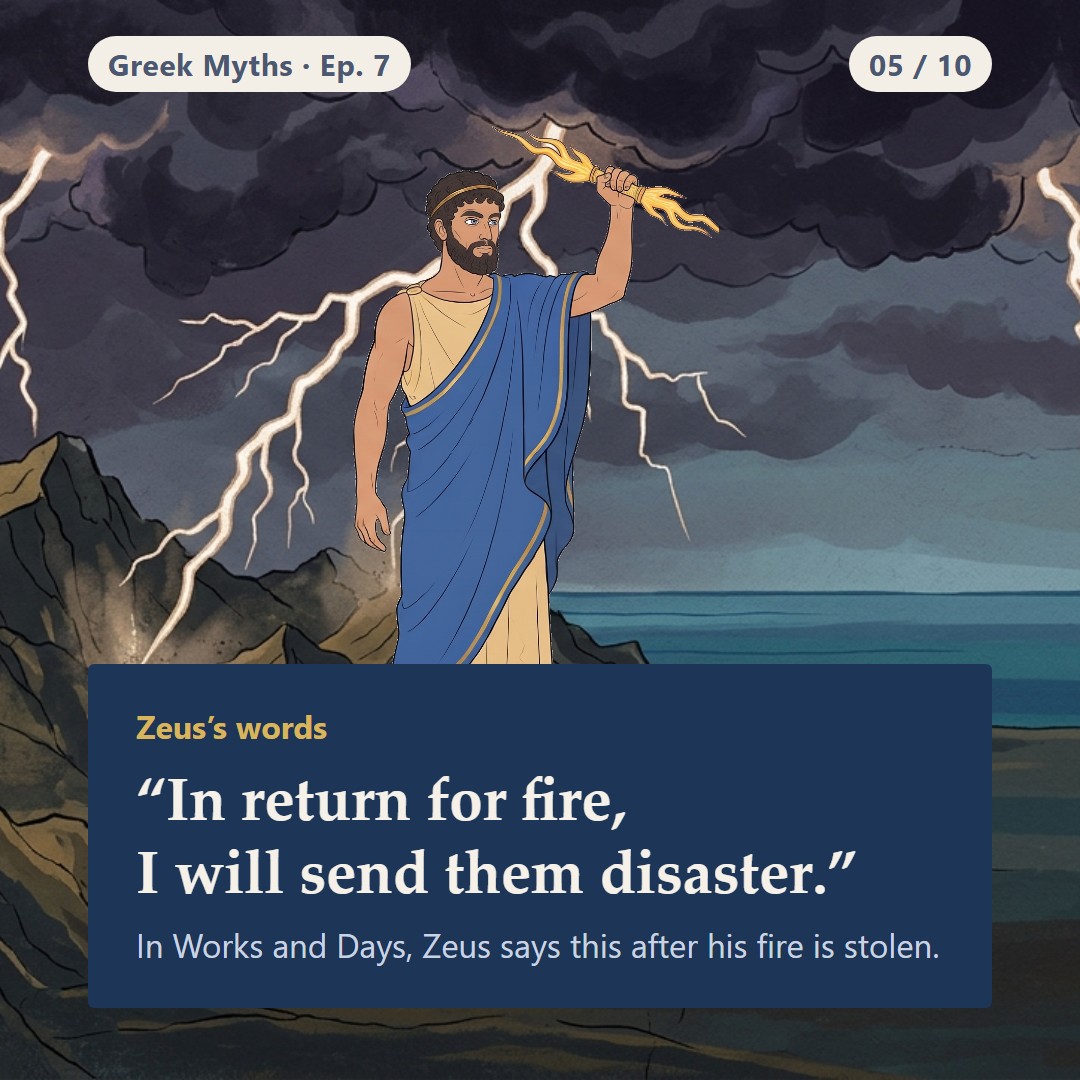 Greek Myths · Ep. 7
05 / 10
Zeus’s words
“In return for fire,
I will send them disaster.”
In Works and Days, Zeus says this after his fire is stolen.